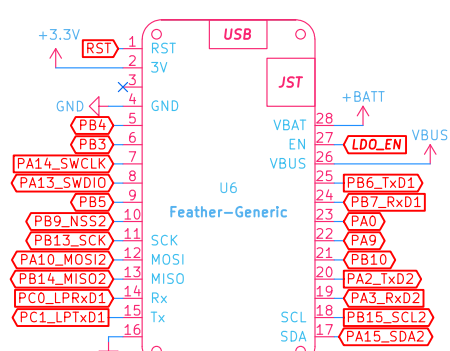 +3.3V
USB
RST 1 RST
2 3V
JST
3
GND 4 GND
+BATT
PB4 5
VBAT 28
PB3 6
EN 27 LDO_EN
VBUS
PA14_SWCLK 7
VBUS 26
PA13_SWDIO 8
25 PB6_TxD1
U6
PB5 9
24 PB7_RxD1
Feather-Generic
PB9_NSS2 10
23 PA0
PB13_SCK 11 SCK
22 PA9
PA10_MOSI2 12 MOSI
21 PB10
PB14_MISO2 13 MISO
20 PA2_TxD2
PC0_LPRxD1 14 Rx
19 PA3_RxD2
PC1_LPTxD1 15 Tx
SCL 18 PB15_SCL2
16
SDA 17 PA15_SDA2